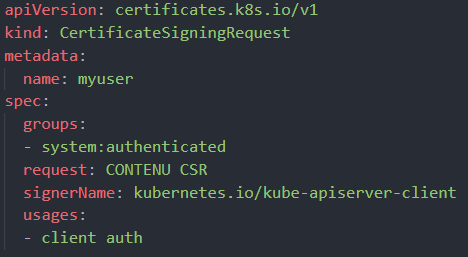 apiVersion: certificates.k8s.io/v1
kind: CertificateSigningRequest
metadata:
  name: myuser
spec:
  groups:
  - system:authenticated
  request: CONTENU CSR
  signerName: kubernetes.io/kube-apiserver-client
  usages:
  - client auth